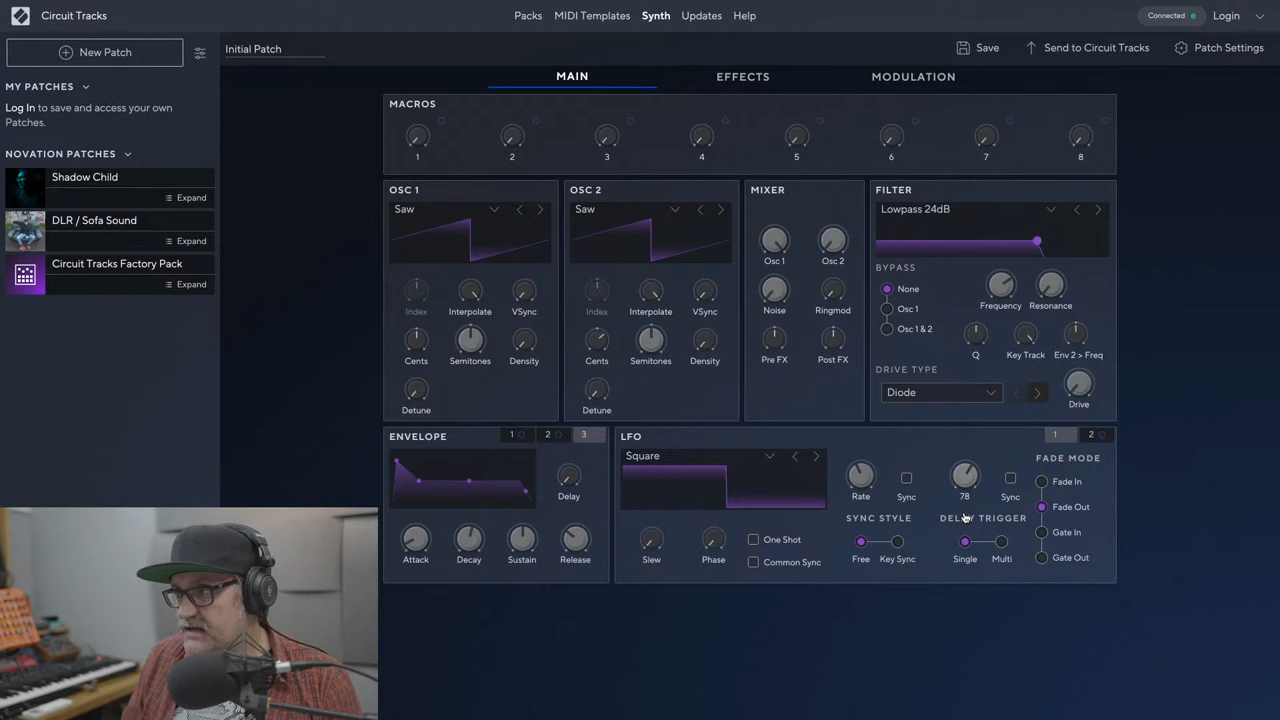 Circuit Tracks
Packs MIDI Templates Synth Updates Help
Connected Login
New Patch
Initial Patch
Save Send to Circuit Tracks Patch Settings
MY PATCHES
Log In to save and access your own
Patches.
NOVATION PATCHES
Shadow Child
Expand
DLR / Sofa Sound
Expand
Circuit Tracks Factory Pack
Expand
MAIN EFFECTS MODULATION
MACROS
1 2 3 4 5 6 7 8
OSC 1
Saw
Index Interpolate VSync
Cents Semitones Density
Detune
OSC 2
Saw
Index Interpolate VSync
Cents Semitones Density
Detune
MIXER
Osc 1 Osc 2
Noise Ringmod
Pre FX Post FX
FILTER
Lowpass 24dB
BYPASS
None
Osc 1
Osc 1 & 2
Frequency Resonance
Q Key Track Env 2 > Freq
DRIVE TYPE
Diode
Drive
ENVELOPE 1 2 3
Delay
Attack Decay Sustain Release
LFO 1 2
Square
Slew Phase
One Shot
Common Sync
Rate Sync 78 Sync
SYNC STYLE
Free Key Sync
DELAY TRIGGER
Single Multi
FADE MODE
Fade In
Fade Out
Gate In
Gate Out